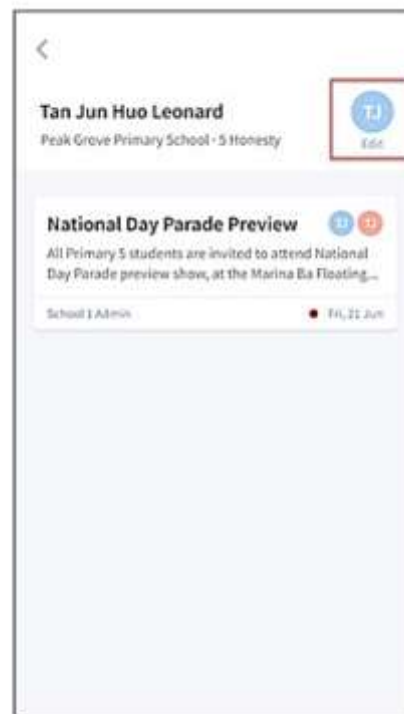 Tan Jun Huo Leonard
Peak Grove Primary School · 5 Honesty
TJ
Edit
National Day Parade Preview
TJ TJ
All Primary 5 students are invited to attend National
Day Parade preview show, at the Marina Ba Floating...
School 1 Admin
Fri, 21 Jun